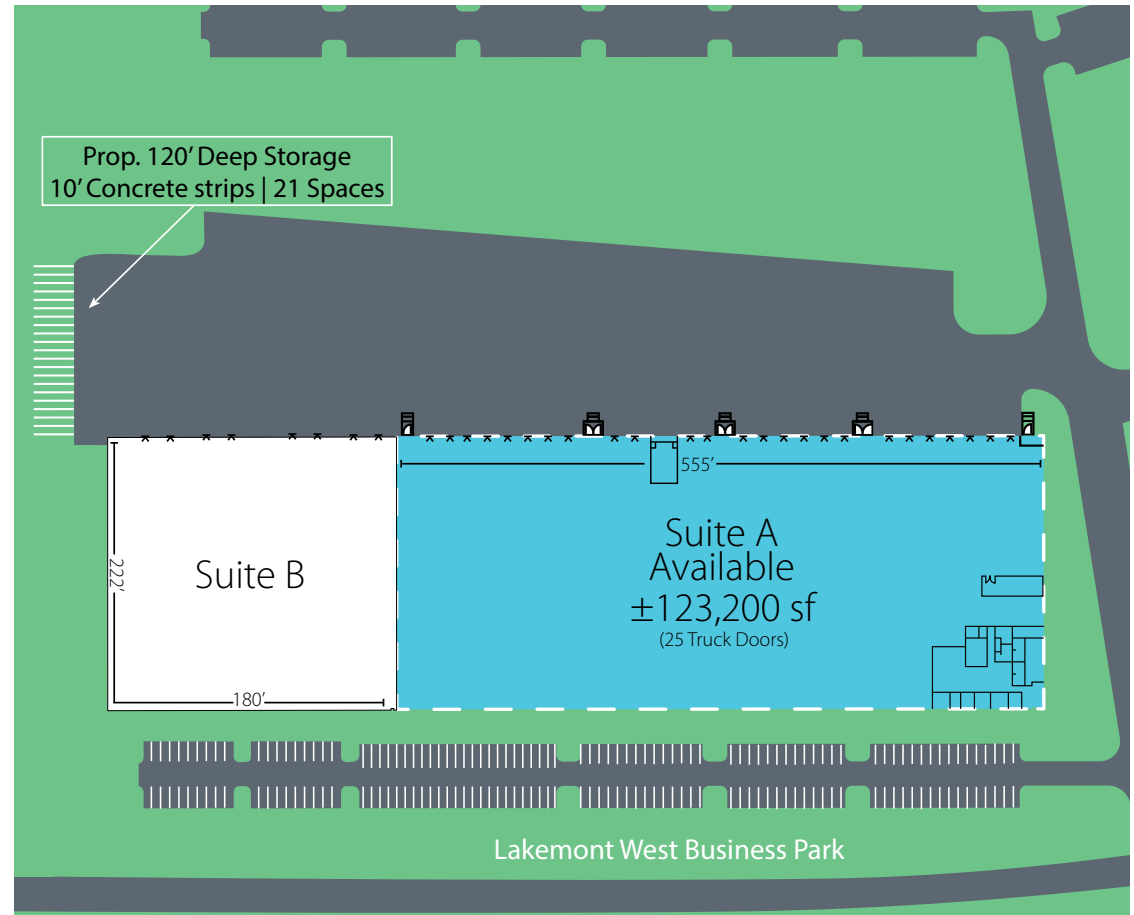 Prop. 120' Deep Storage
10' Concrete strips | 21 Spaces
555'
Suite A
Available
±123,200 sf
(25 Truck Doors)
Suite B
222'
180'
Lakemont West Business Park